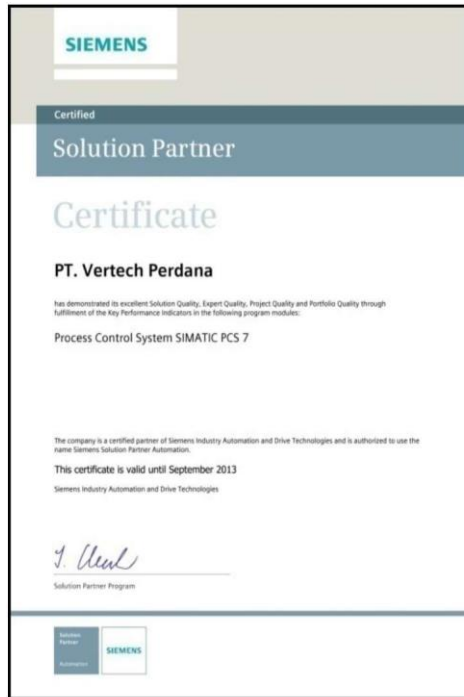 SIEMENS
Certified
Solution Partner
Certificate
PT. Vertech Perdana
has demonstrated its excellent Solution Quality, Expert Quality, Project Quality and Portfolio Quality through
fulfillment of the Key Performance Indicators in the following program modules:
Process Control System SIMATIC PCS 7
The company is a certified partner of Siemens Industry Automation and Drive Technologies and is authorized to use the
name Siemens Solution Partner Automation.
This certificate is valid until September 2013
Siemens Industry Automation and Drive Technologies
Solution Partner Program
Solution
Partner
SIEMENS
Automation